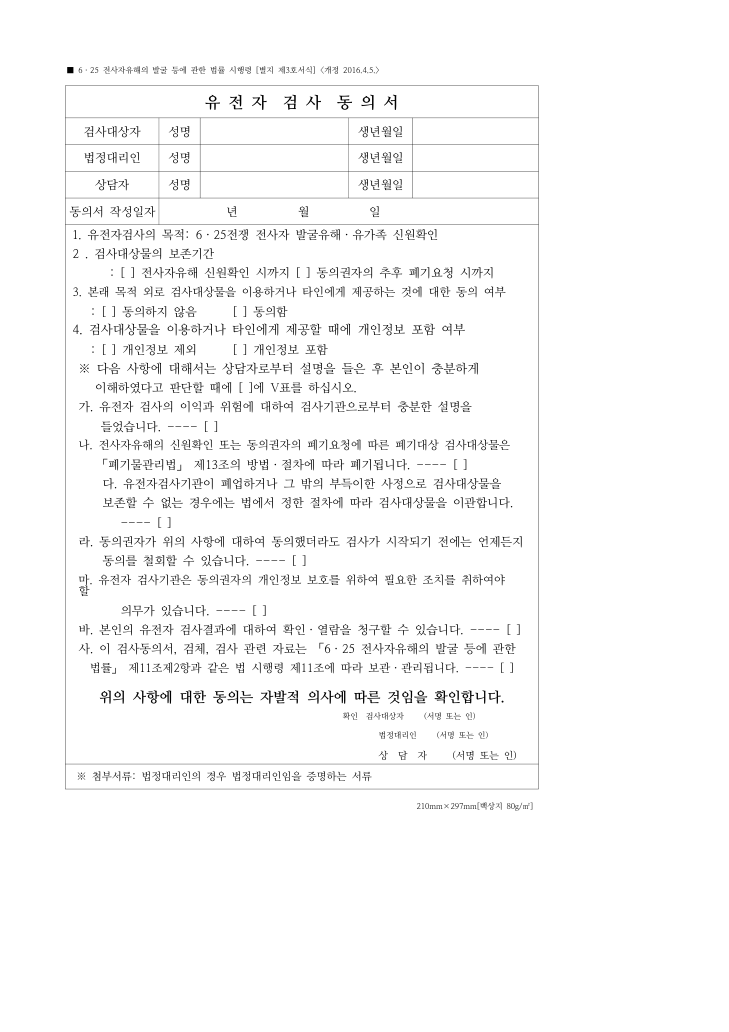 ■ 6ㆍ25 전사자유해의 발굴 등에 관한 법률 시행령 [별지 제3호서식] <개정 2016.4.5.>
유 전 자 검 사 동 의 서
검사대상자 성명 생년월일
법정대리인 성명 생년월일
상담자 성명 생년월일
동의서 작성일자 년 월 일
1. 유전자검사의 목적: 6ㆍ25전쟁 전사자 발굴유해ㆍ유가족 신원확인
2 . 검사대상물의 보존기간
: [ ] 전사자유해 신원확인 시까지 [ ] 동의권자의 추후 폐기요청 시까지
3. 본래 목적 외로 검사대상물을 이용하거나 타인에게 제공하는 것에 대한 동의 여부
: [ ] 동의하지 않음 [ ] 동의함
4. 검사대상물을 이용하거나 타인에게 제공할 때에 개인정보 포함 여부
: [ ] 개인정보 제외 [ ] 개인정보 포함
※ 다음 사항에 대해서는 상담자로부터 설명을 들은 후 본인이 충분하게
이해하였다고 판단할 때에 [ ]에 V표를 하십시오.
가. 유전자 검사의 이익과 위험에 대하여 검사기관으로부터 충분한 설명을
들었습니다. ---- [ ]
나. 전사자유해의 신원확인 또는 동의권자의 폐기요청에 따른 폐기대상 검사대상물은
「폐기물관리법」 제13조의 방법ㆍ절차에 따라 폐기됩니다. ---- [ ]
다. 유전자검사기관이 폐업하거나 그 밖의 부득이한 사정으로 검사대상물을
보존할 수 없는 경우에는 법에서 정한 절차에 따라 검사대상물을 이관합니다.
---- [ ]
라. 동의권자가 위의 사항에 대하여 동의했더라도 검사가 시작되기 전에는 언제든지
동의를 철회할 수 있습니다. ---- [ ]
마. 유전자 검사기관은 동의권자의 개인정보 보호를 위하여 필요한 조치를 취하여야
할
의무가 있습니다. ---- [ ]
바. 본인의 유전자 검사결과에 대하여 확인ㆍ열람을 청구할 수 있습니다. ---- [ ]
사. 이 검사동의서, 검체, 검사 관련 자료는 「6ㆍ25 전사자유해의 발굴 등에 관한
법률」 제11조제2항과 같은 법 시행령 제11조에 따라 보관ㆍ관리됩니다. ---- [ ]
위의 사항에 대한 동의는 자발적 의사에 따른 것임을 확인합니다.
확인 검사대상자 (서명 또는 인)
법정대리인 (서명 또는 인)
상 담 자 (서명 또는 인)
※ 첨부서류: 법정대리인의 경우 법정대리인임을 증명하는 서류
210mm×297mm[백상지 80g/㎡]